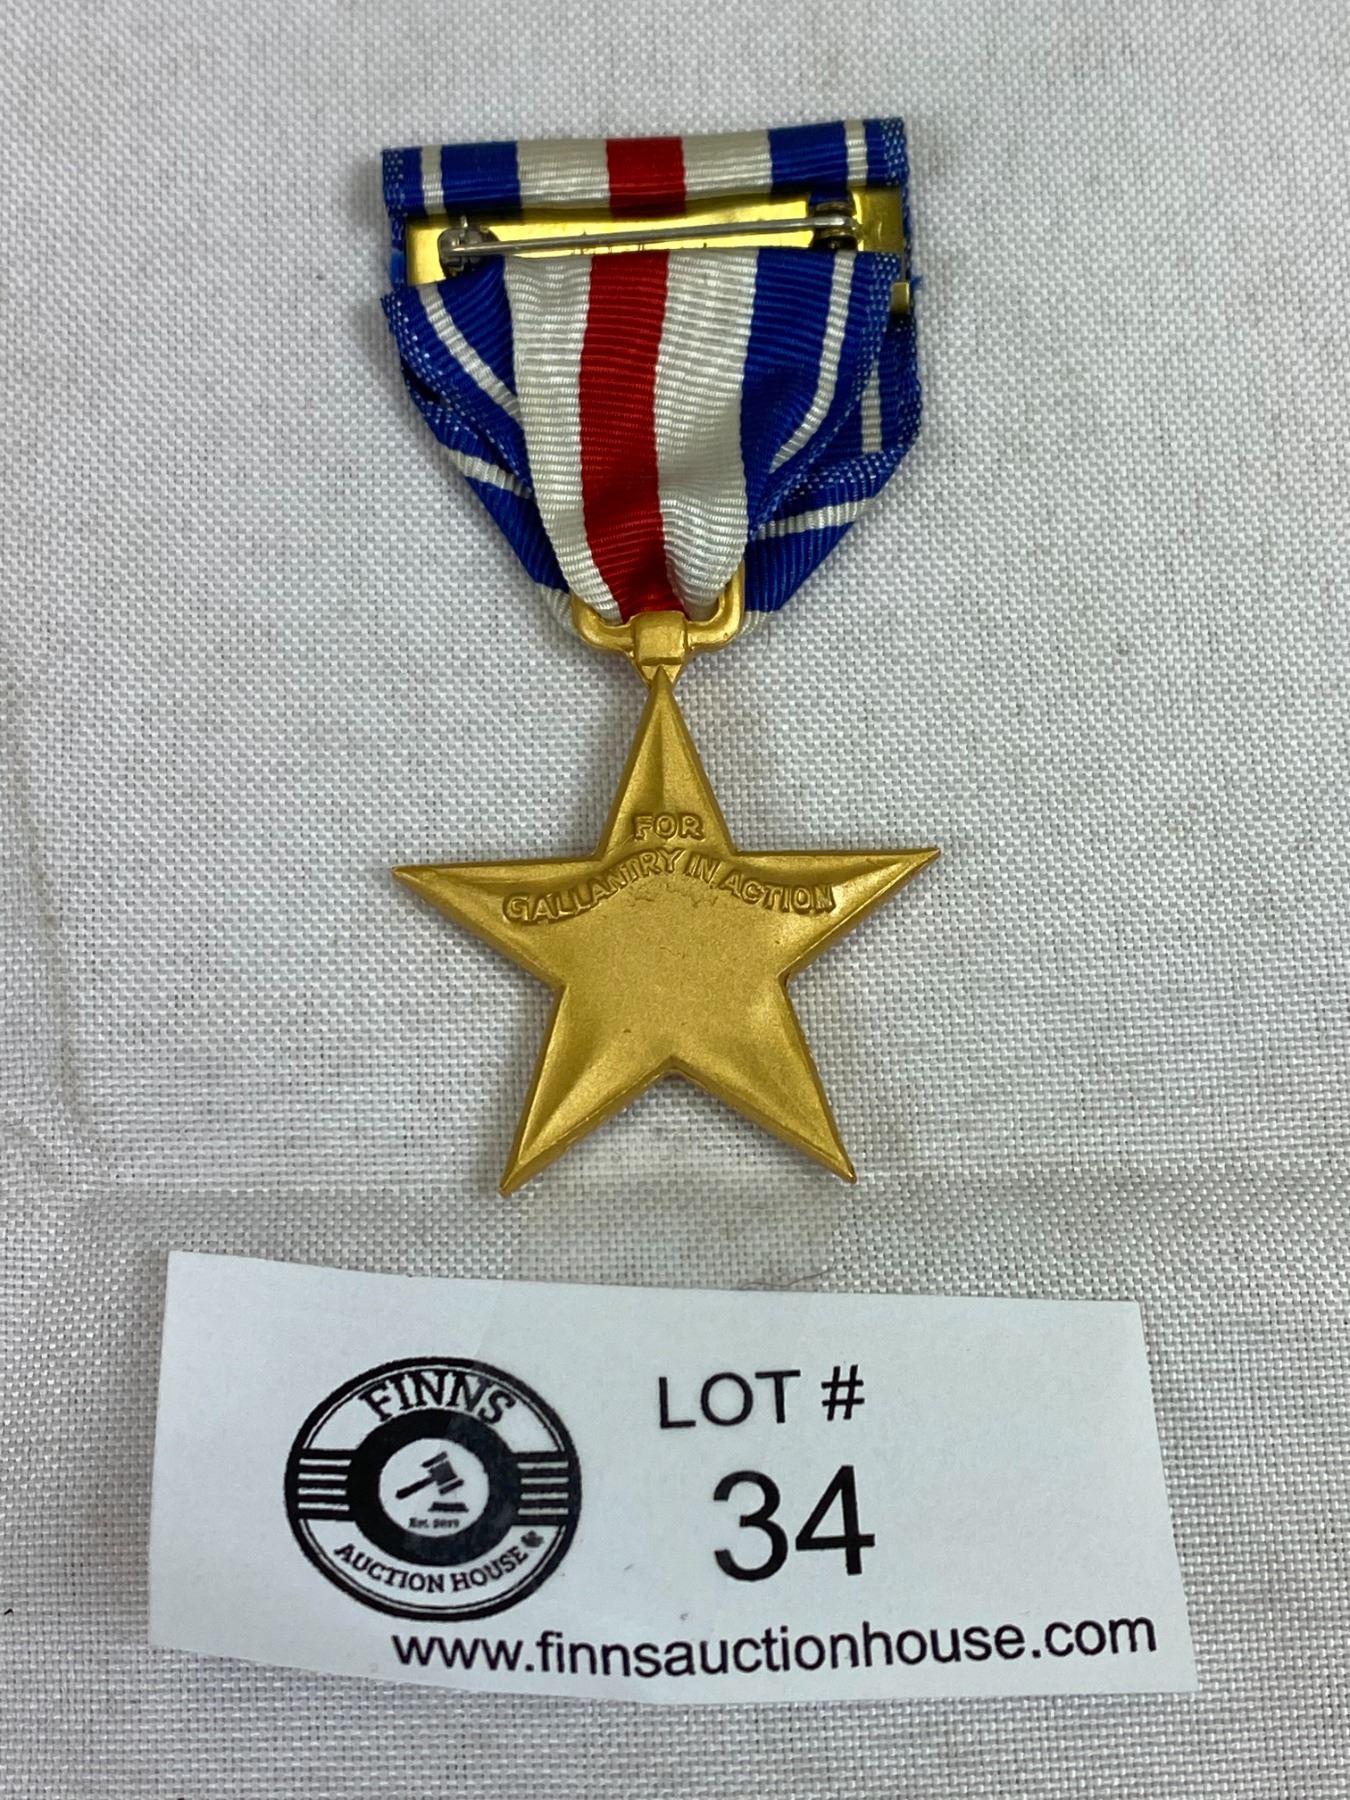 FOR
GALLANTRY IN ACTION
FINNS
AUCTION HOUSE
LOT #
34
www.finnsauctionhouse.com